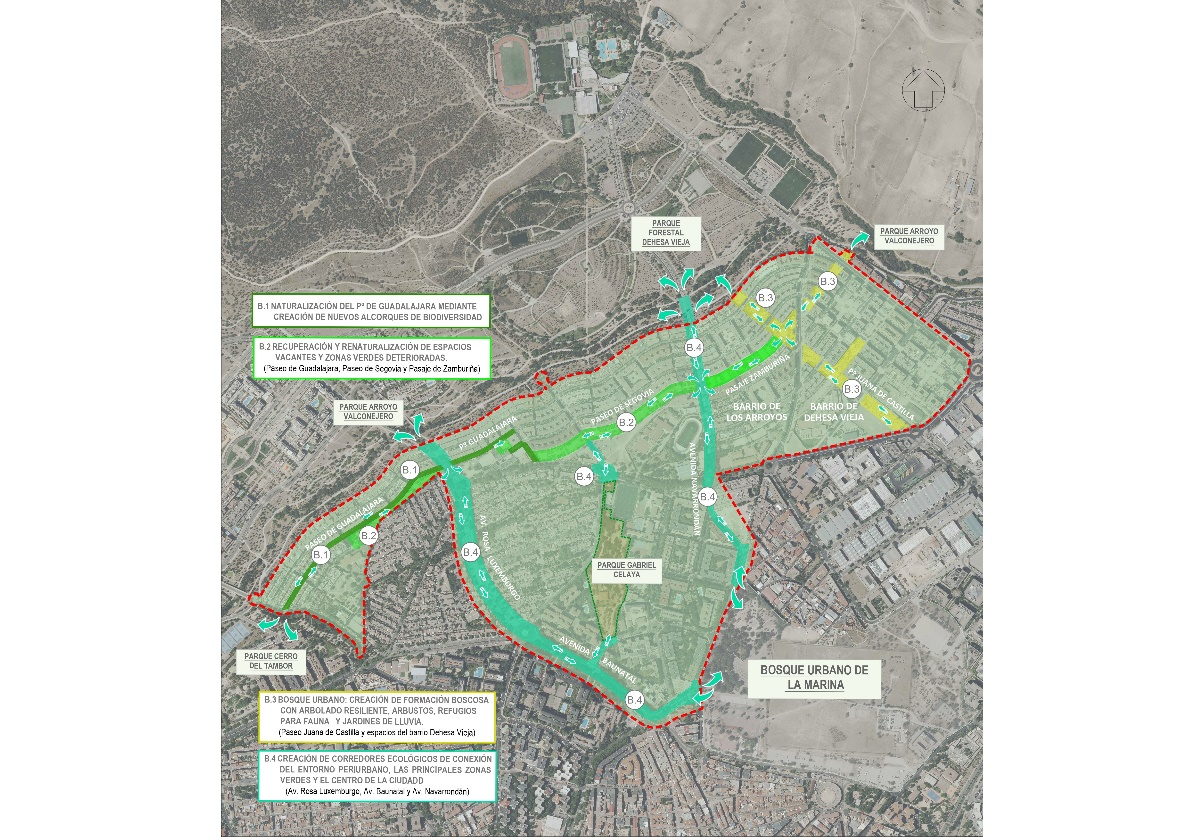 PARQUE
FORESTAL
DEHESA VIEJA
PARQUE ARROYO
VALCONEJERO
B.3
B.3
B.1 NATURALIZACIÓN DEL Pº DE GUADALAJARA MEDIANTE
CREACIÓN DE NUEVOS ALCORQUES DE BIODIVERSIDAD
B.2 RECUPERACIÓN Y RENATURALIZACIÓN DE ESPACIOS
VACANTES Y ZONAS VERDES DETERIORADAS.
(Paseo de Guadalajara, Paseo de Segovia y Pasaje de Zamburiña)
B.4
PASAJE ZAMBURIÑA
Pº JUANA DE CASTILLA
B.3
PARQUE ARROYO
VALCONEJERO
PASEO DE SEGOVIA
BARRIO DE
LOS ARROYOS
BARRIO DE
DEHESA VIEJA
B.2
Pº GUADALAJARA
B.1
B.4
AVENIDA NAVARRONDÁN
B.4
PASEO DE GUADALAJARA
B.2
B.1
AV. ROSA LUXEMBURGO
B.4
PARQUE GABRIEL
CELAYA
PARQUE CERRO
DEL TAMBOR
AVENIDA BAUNATAL
BOSQUE URBANO DE
LA MARINA
B.4
B.3 BOSQUE URBANO: CREACIÓN DE FORMACIÓN BOSCOSA
CON ARBOLADO RESILIENTE, ARBUSTOS, REFUGIOS
PARA FAUNA Y JARDINES DE LLUVIA.
(Paseo Juana de Castilla y espacios del barrio Dehesa Vieja)
B.4 CREACIÓN DE CORREDORES ECOLÓGICOS DE CONEXIÓN
DEL ENTORNO PERIURBANO, LAS PRINCIPALES ZONAS
VERDES Y EL CENTRO DE LA CIUDADD
(Av. Rosa Luxemburgo, Av. Baunatal y Av. Navarrondán)